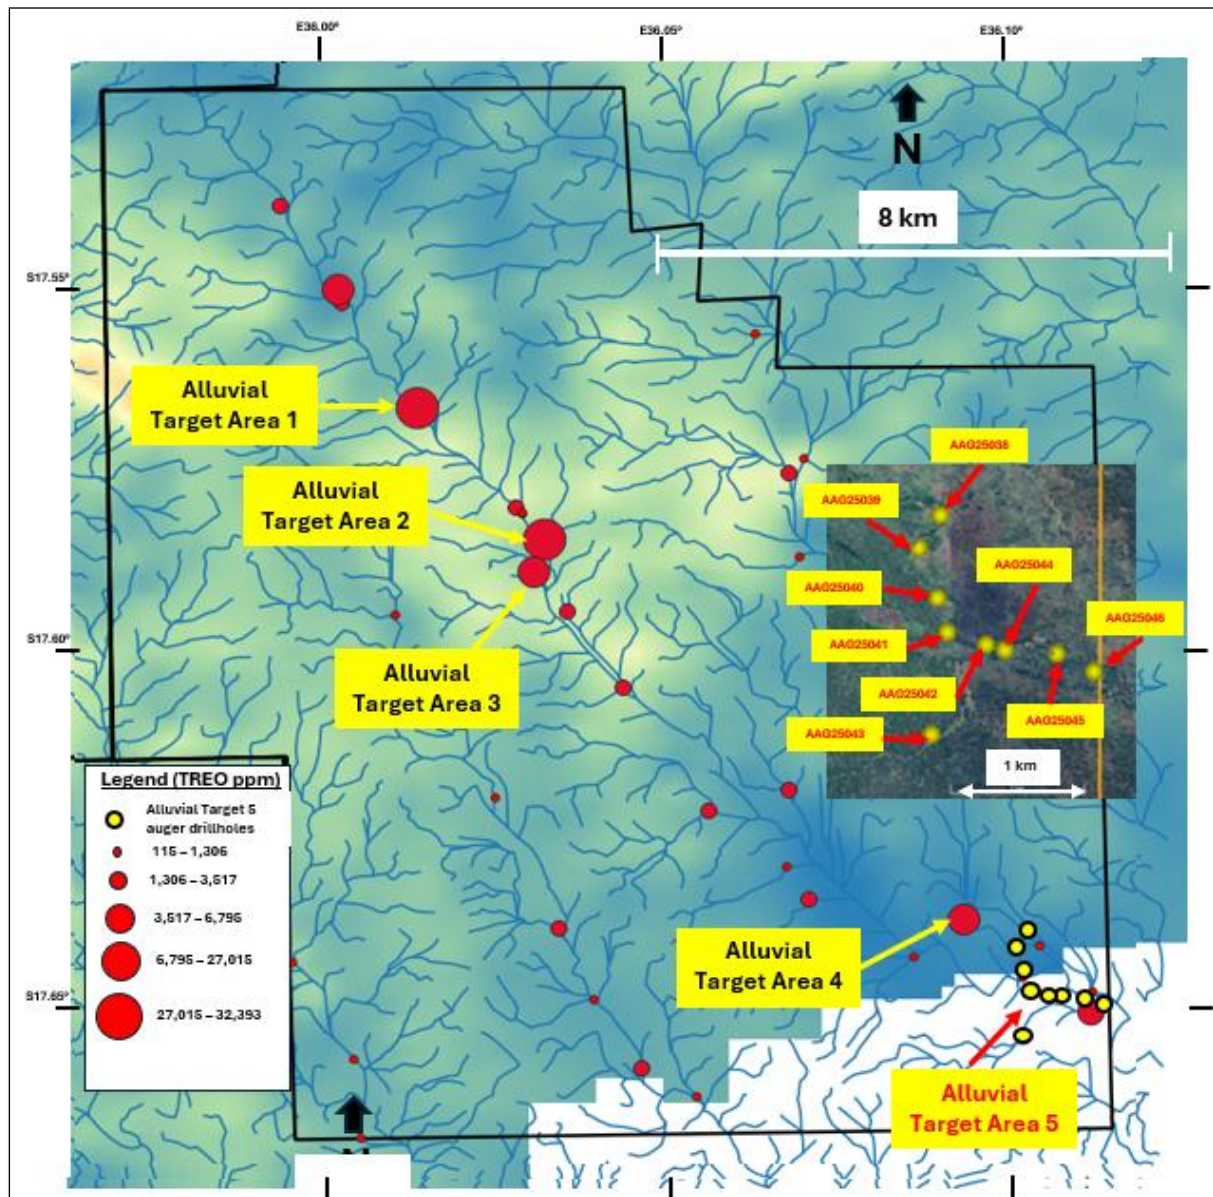 E36.00°
E36.05°
E36.10°
N
8 km
S17.55°
Alluvial
Target Area 1
Alluvial
Target Area 2
AAG25038
AAG25039
AAG25044
AAG25040
AAG25046
S17.60°
AAG25041
Alluvial
Target Area 3
AAG25042
AAG25045
AAG25043
1 km
Legend (TREO ppm)
Alluvial Target 5
auger drillholes
115 – 1,306
1,306 – 3,517
3,517 – 6,795
6,795 – 27,015
27,015 – 32,393
Alluvial
Target Area 4
S17.65°
Alluvial
Target Area 5